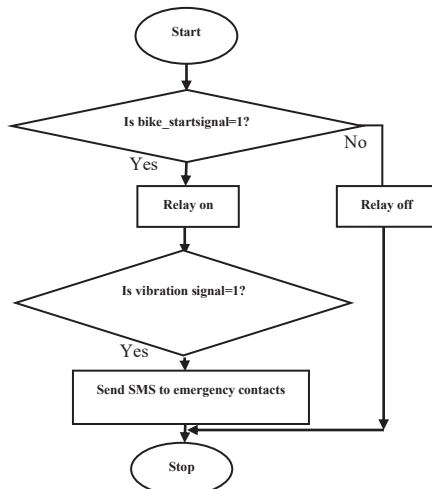 Start
Is bike_startsignal=1?
Yes
No
Relay on
Relay off
Is vibration signal=1?
Yes
Send SMS to emergency contacts
Stop